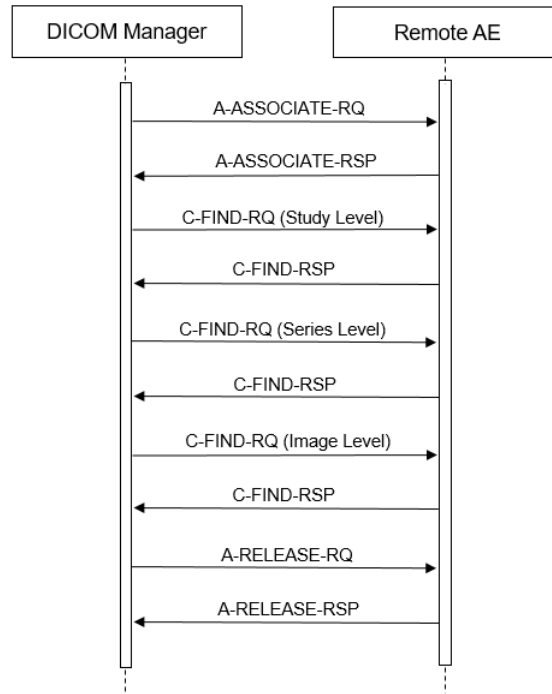 DICOM Manager
Remote AE
A-ASSOCIATE-RQ
A-ASSOCIATE-RSP
C-FIND-RQ (Study Level)
C-FIND-RSP
C-FIND-RQ (Series Level)
C-FIND-RSP
C-FIND-RQ (Image Level)
C-FIND-RSP
A-RELEASE-RQ
A-RELEASE-RSP